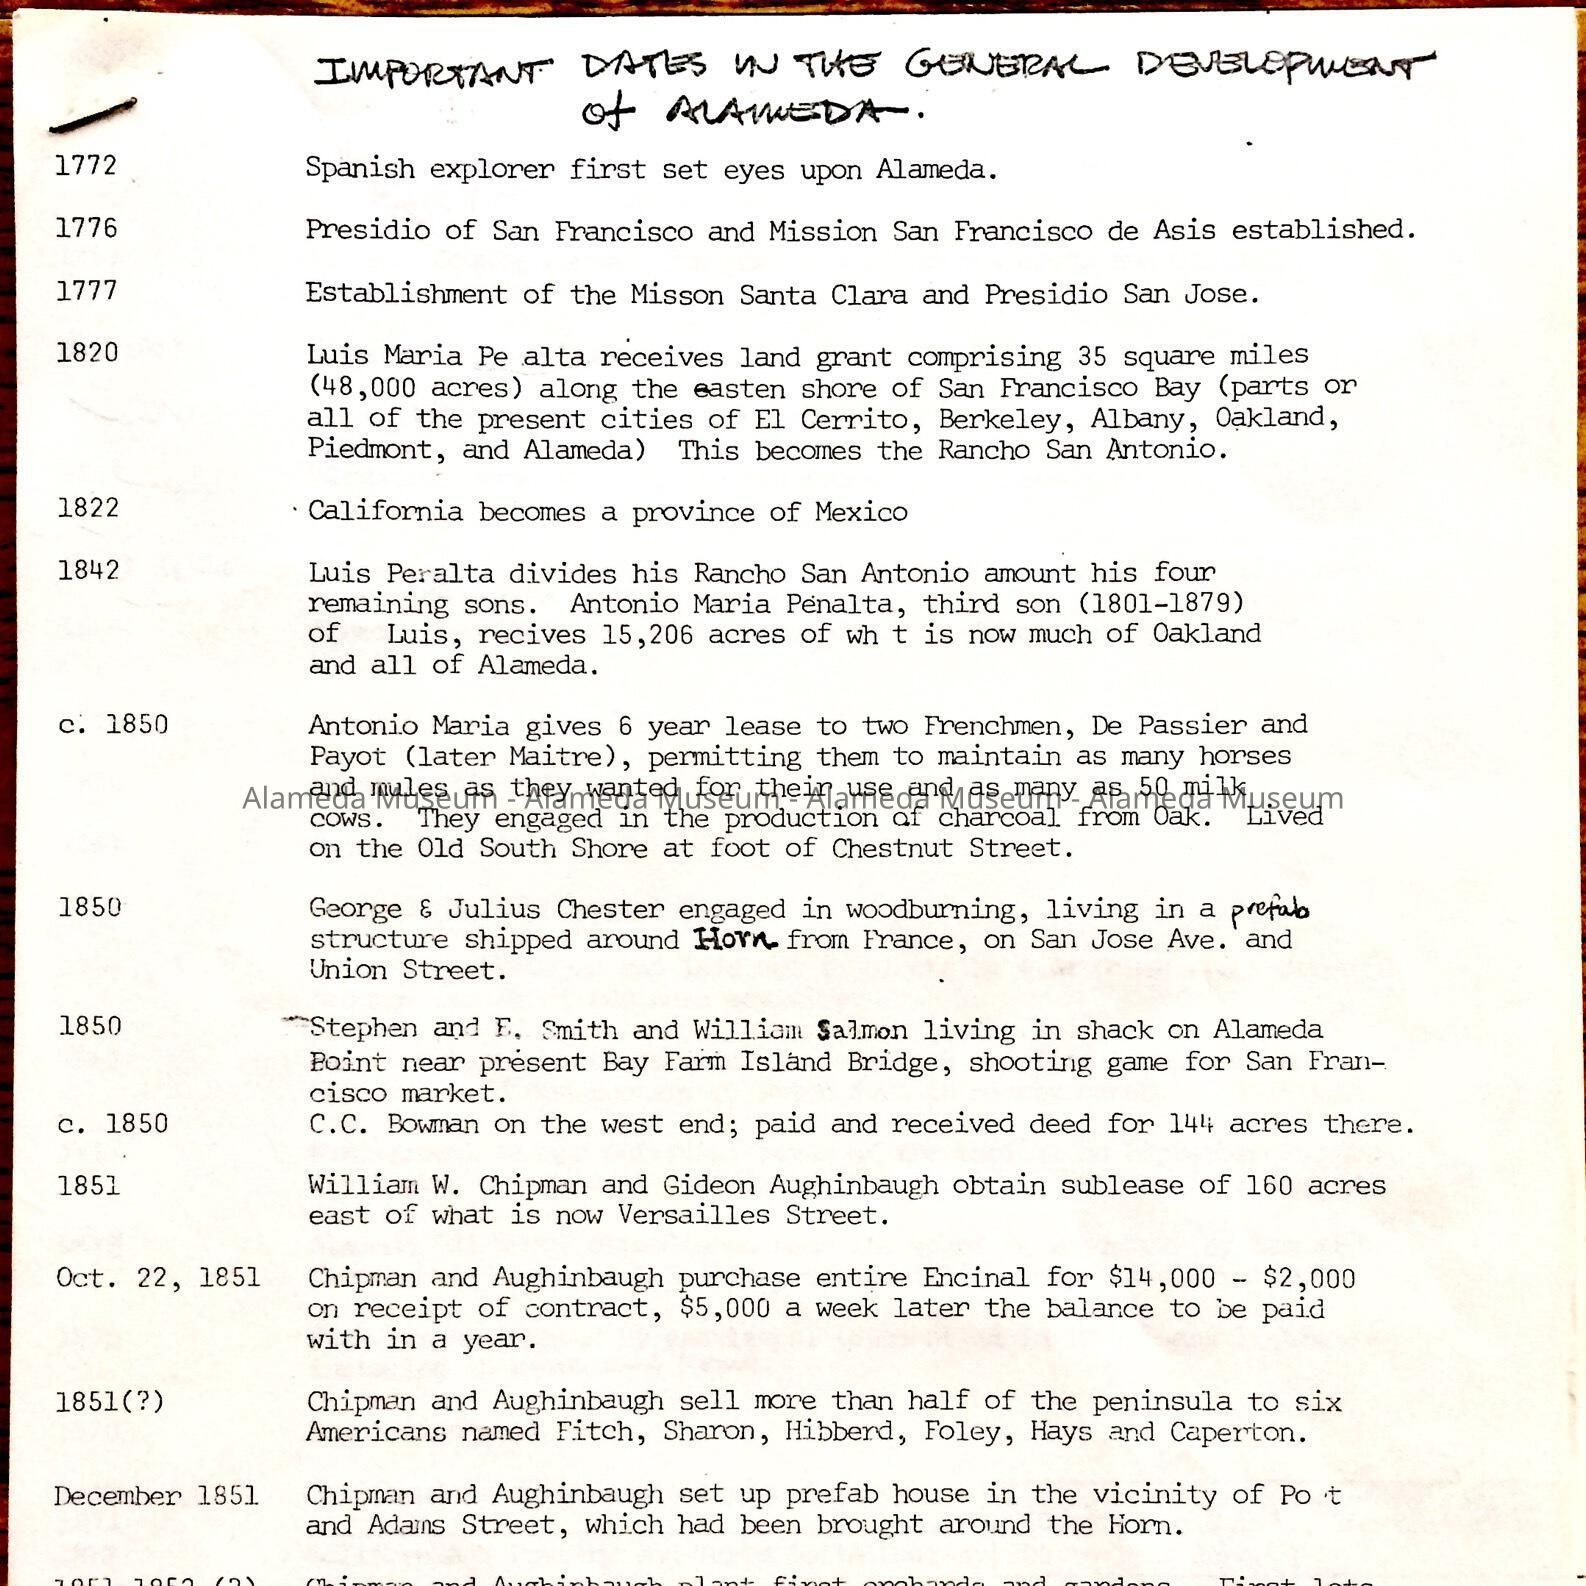 IMPORTANT DATES IN THE GENERAL DEVELOPMENT
of ALAMEDA.
1772 Spanish explorer first set eyes upon Alameda.
1776 Presidio of San Francisco and Mission San Francisco de Asis established.
1777 Establishment of the Misson Santa Clara and Presidio San Jose.
1820 Luis Maria Pe alta receives land grant comprising 35 square miles
(48,000 acres) along the easten shore of San Francisco Bay (parts or
all of the present cities of El Cerrito, Berkeley, Albany, Oakland,
Piedmont, and Alameda) This becomes the Rancho San Antonio.
1822 California becomes a province of Mexico
1842 Luis Peralta divides his Rancho San Antonio amount his four
remaining sons. Antonio Maria Penalta, third son (1801-1879)
of Luis, recives 15,206 acres of wh t is now much of Oakland
and all of Alameda.
c. 1850 Antonio Maria gives 6 year lease to two Frenchmen, De Passier and
Payot (later Maitre), permitting them to maintain as many horses
and mules as they wanted for their use and as many as 50 milk
Alameda Museum - Alameda Museum - Alameda Museum - Alameda Museum
cows. They engaged in the production of charcoal from Oak. Lived
on the Old South Shore at foot of Chestnut Street.
1850 George & Julius Chester engaged in woodburning, living in a prefab
structure shipped around Horn from France, on San Jose Ave. and
Union Street.
1850 Stephen and E. Smith and William Salmon living in shack on Alameda
Point near present Bay Farm Island Bridge, shooting game for San Fran-
cisco market.
c. 1850 C.C. Bowman on the west end; paid and received deed for 144 acres there.
1851 William W. Chipman and Gideon Aughinbaugh obtain sublease of 160 acres
east of what is now Versailles Street.
Oct. 22, 1851 Chipman and Aughinbaugh purchase entire Encinal for $14,000 - $2,000
on receipt of contract, $5,000 a week later the balance to be paid
with in a year.
1851(?) Chipman and Aughinbaugh sell more than half of the peninsula to six
Americans named Fitch, Sharon, Hibberd, Foley, Hays and Caperton.
December 1851 Chipman and Aughinbaugh set up prefab house in the vicinity of Po t
and Adams Street, which had been brought around the Horn.
1851-1852 (?) Chipman and Aughinbaugh plant first orchards and gardens. First lots